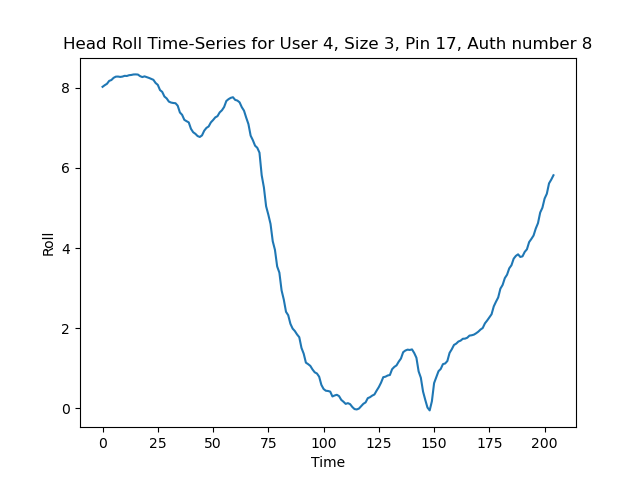 Head Roll Time-Series for User 4, Size 3, Pin 17, Auth number 8
8
6
4
2
0
Roll
0 25 50 75 100 125 150 175 200
Time